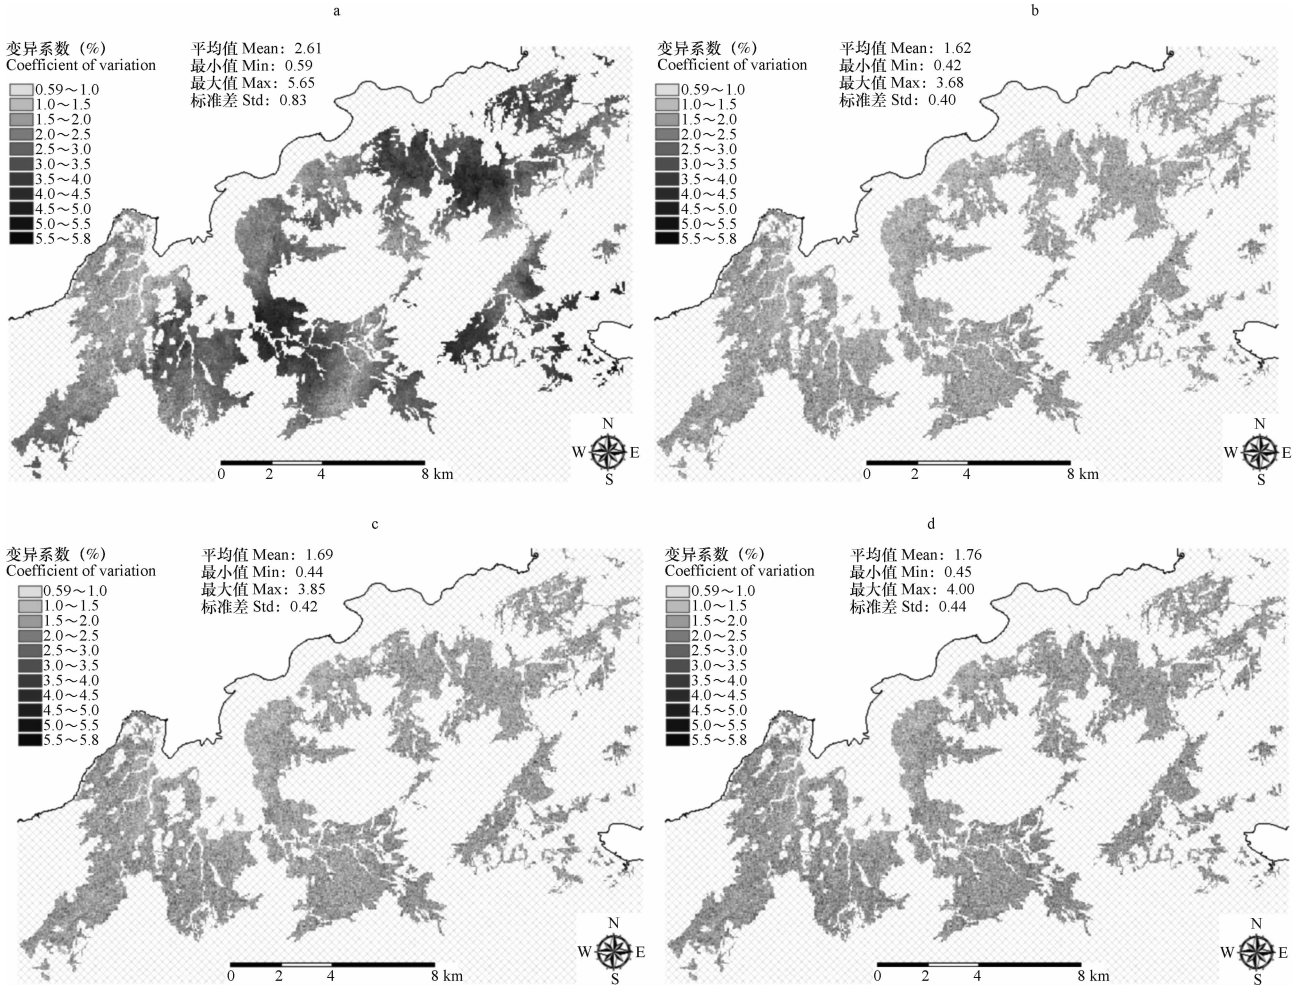 a
变异系数（%）
Coefficient of variation
0.59～1.0
1.0～1.5
1.5～2.0
2.0～2.5
2.5～3.0
3.0～3.5
3.5～4.0
4.0～4.5
4.5～5.0
5.0～5.5
5.5～5.8
平均值 Mean：2.61
最小值 Min：0.59
最大值 Max：5.65
标准差 Std：0.83
N
W E
S
0 2 4 8 km
b
变异系数（%）
Coefficient of variation
0.59～1.0
1.0～1.5
1.5～2.0
2.0～2.5
2.5～3.0
3.0～3.5
3.5～4.0
4.0～4.5
4.5～5.0
5.0～5.5
5.5～5.8
平均值 Mean：1.62
最小值 Min：0.42
最大值 Max：3.68
标准差 Std：0.40
N
W E
S
0 2 4 8 km
c
变异系数（%）
Coefficient of variation
0.59～1.0
1.0～1.5
1.5～2.0
2.0～2.5
2.5～3.0
3.0～3.5
3.5～4.0
4.0～4.5
4.5～5.0
5.0～5.5
5.5～5.8
平均值 Mean：1.69
最小值 Min：0.44
最大值 Max：3.85
标准差 Std：0.42
N
W E
S
0 2 4 8 km
d
变异系数（%）
Coefficient of variation
0.59～1.0
1.0～1.5
1.5～2.0
2.0～2.5
2.5～3.0
3.0～3.5
3.5～4.0
4.0～4.5
4.5～5.0
5.0～5.5
5.5～5.8
平均值 Mean：1.76
最小值 Min：0.45
最大值 Max：4.00
标准差 Std：0.44
N
W E
S
0 2 4 8 km